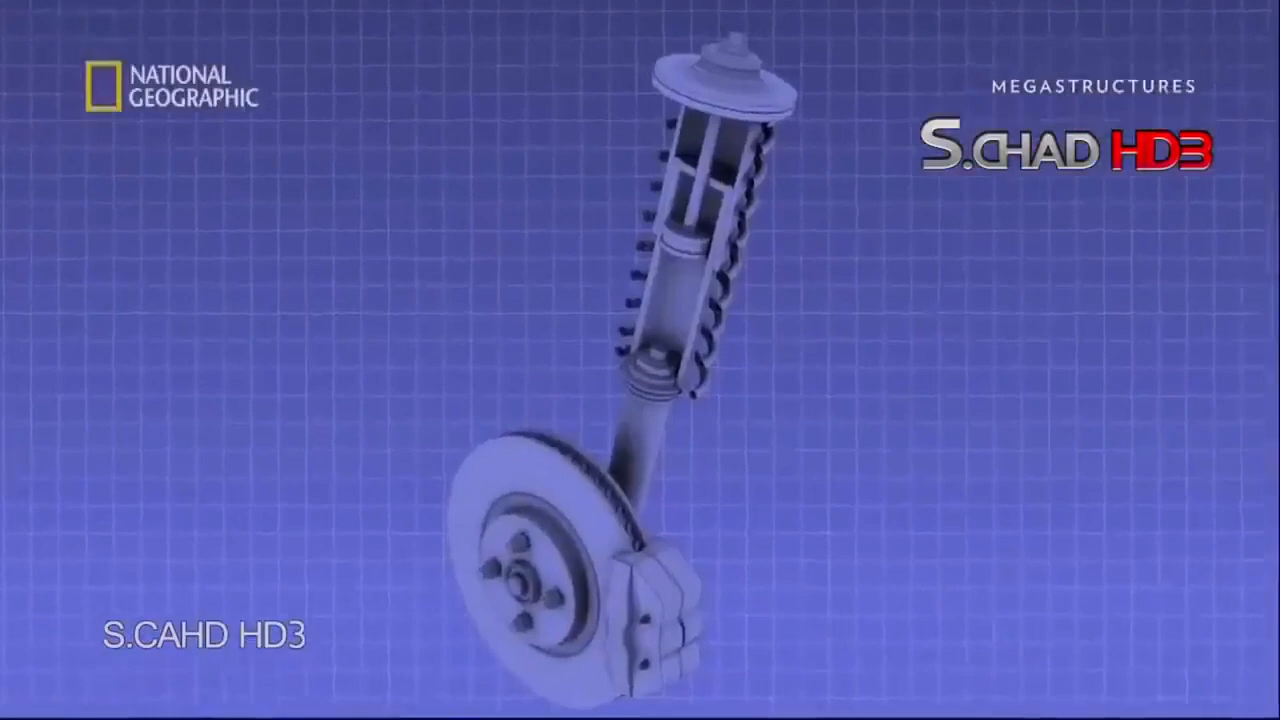 NATIONAL
GEOGRAPHIC
MEGASTRUCTURES
S.CHAD HD3
S.CAHD HD3